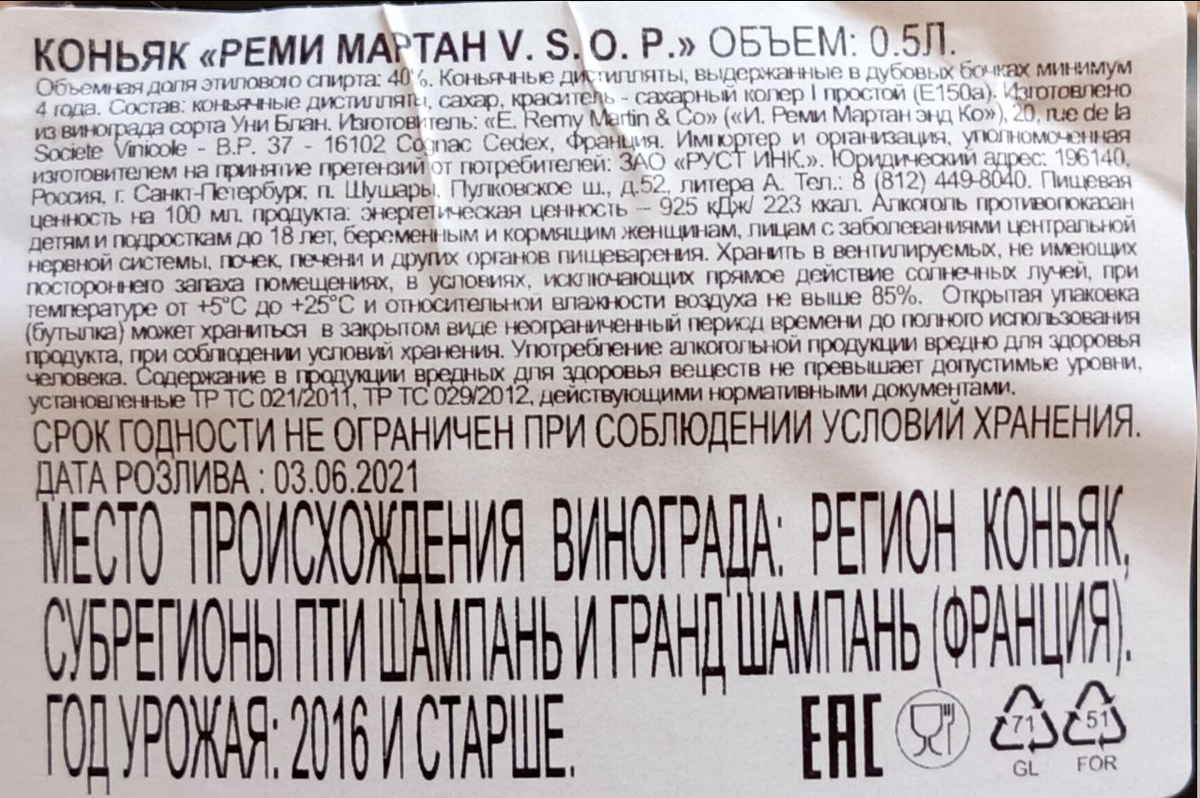 КОНЬЯК «РЕМИ МАРТАН V. S. O. P.» ОБЪЕМ: 0.5Л.
Объемная доля этилового спирта: 40%. Коньячные дистилляты, выдержанные в дубовых бочках минимум
4 года. Состав: коньячные дистилляты, сахар, краситель - сахарный колер I простой (Е150а). Изготовлено
из винограда сорта Уни Блан. Изготовитель: «E. Remy Martin & Co» («И. Реми Мартан энд Ко»), 20, rue de la
Societe Vinicole - B.P. 37 - 16102 Cognac Cedex, Франция. Импортер и организация, уполномоченная
изготовителем на принятие претензий от потребителей: ЗАО «РУСТ ИНК.». Юридический адрес: 196140,
Россия, г. Санкт-Петербург, п. Шушары, Пулковское ш., д.52, литера А. Тел.: 8 (812) 449-8040. Пищевая
ценность на 100 мл. продукта: энергетическая ценность – 925 кДж/ 223 ккал. Алкоголь противопоказан
детям и подросткам до 18 лет, беременным и кормящим женщинам, лицам с заболеваниями центральной
нервной системы, почек, печени и других органов пищеварения. Хранить в вентилируемых, не имеющих
постороннего запаха помещениях, в условиях, исключающих прямое действие солнечных лучей, при
температуре от +5°С до +25°С и относительной влажности воздуха не выше 85%. Открытая упаковка
(бутылка) может храниться в закрытом виде неограниченный период времени до полного использования
продукта, при соблюдении условий хранения. Употребление алкогольной продукции вредно для здоровья
человека. Содержание в продукции вредных для здоровья веществ не превышает допустимые уровни,
установленные ТР ТС 021/2011, ТР ТС 029/2012, действующими нормативными документами.
СРОК ГОДНОСТИ НЕ ОГРАНИЧЕН ПРИ СОБЛЮДЕНИИ УСЛОВИЙ ХРАНЕНИЯ.
ДАТА РОЗЛИВА : 03.06.2021
МЕСТО ПРОИСХОЖДЕНИЯ ВИНОГРАДА: РЕГИОН КОНЬЯК,
СУБРЕГИОНЫ ПТИ ШАМПАНЬ И ГРАНД ШАМПАНЬ (ФРАНЦИЯ).
ГОД УРОЖАЯ: 2016 И СТАРШЕ.
EAC
71 51
GL FOR